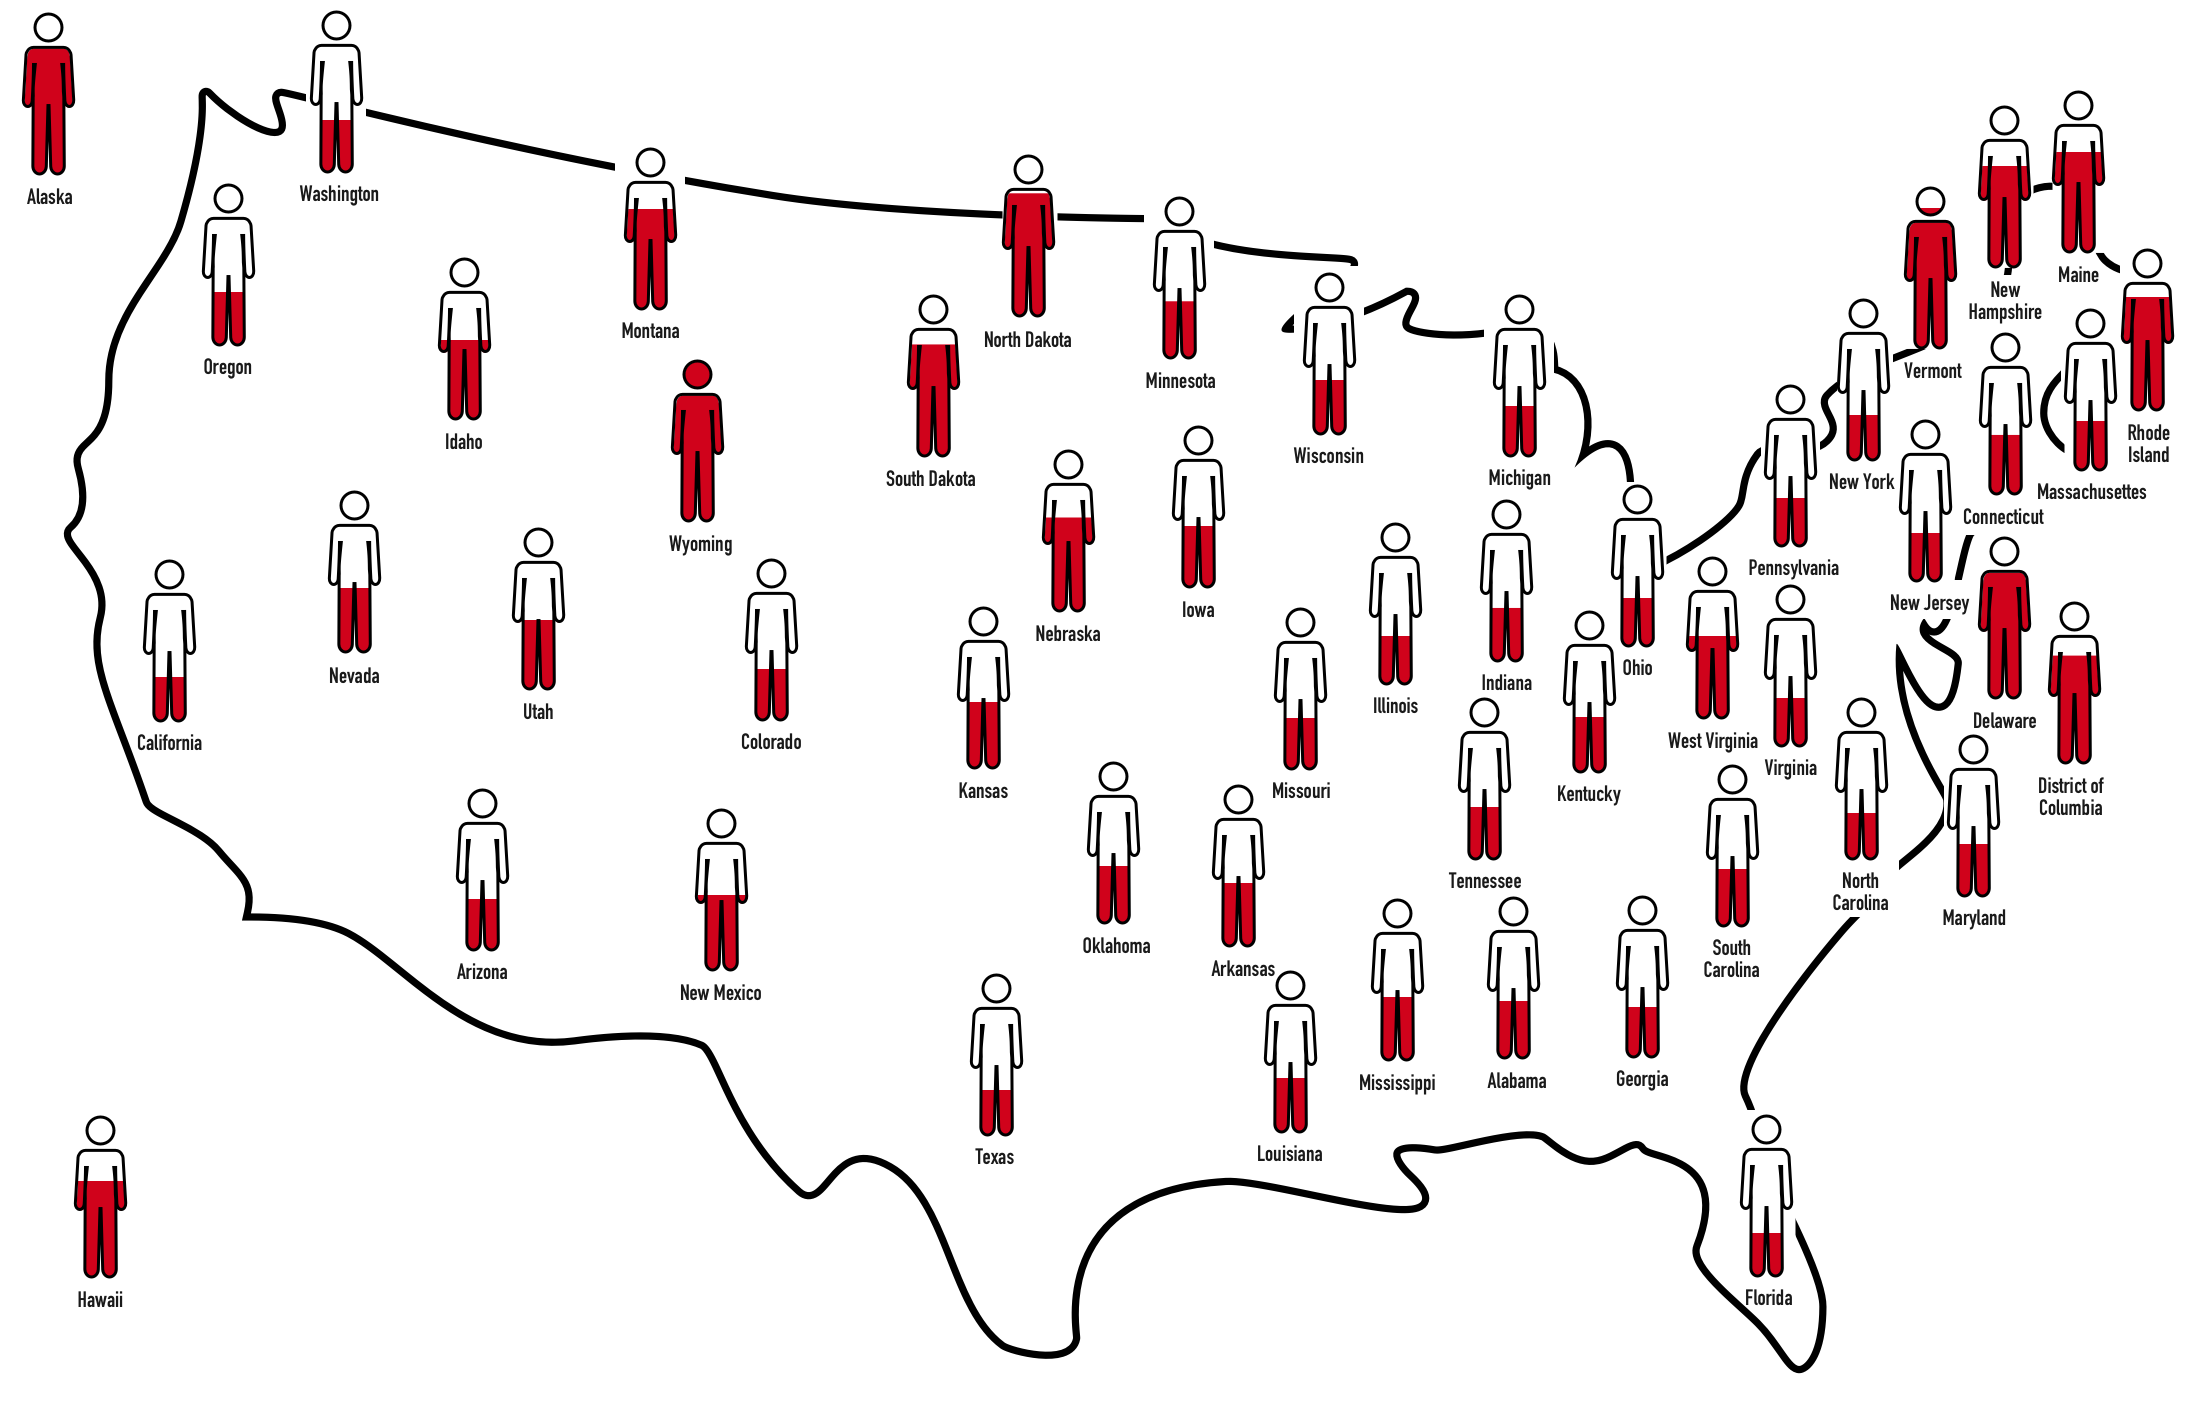 Alaska
Washington
Maine
New
Hampshire
Montana
North Dakota
Oregon
Vermont
Minnesota
Idaho
Rhode
Island
Wisconsin
Michigan
South Dakota
New York
Massachusetts
Connecticut
Wyoming
Pennsylvania
New Jersey
Iowa
Nebraska
Ohio
Nevada
Indiana
Illinois
Utah
Delaware
California
Colorado
West Virginia
Virginia
Kansas
Missouri
Kentucky
District of
Columbia
Tennessee
North
Carolina
Maryland
Oklahoma
South
Carolina
Arkansas
Arizona
New Mexico
Georgia
Alabama
Mississippi
Louisiana
Texas
Florida
Hawaii